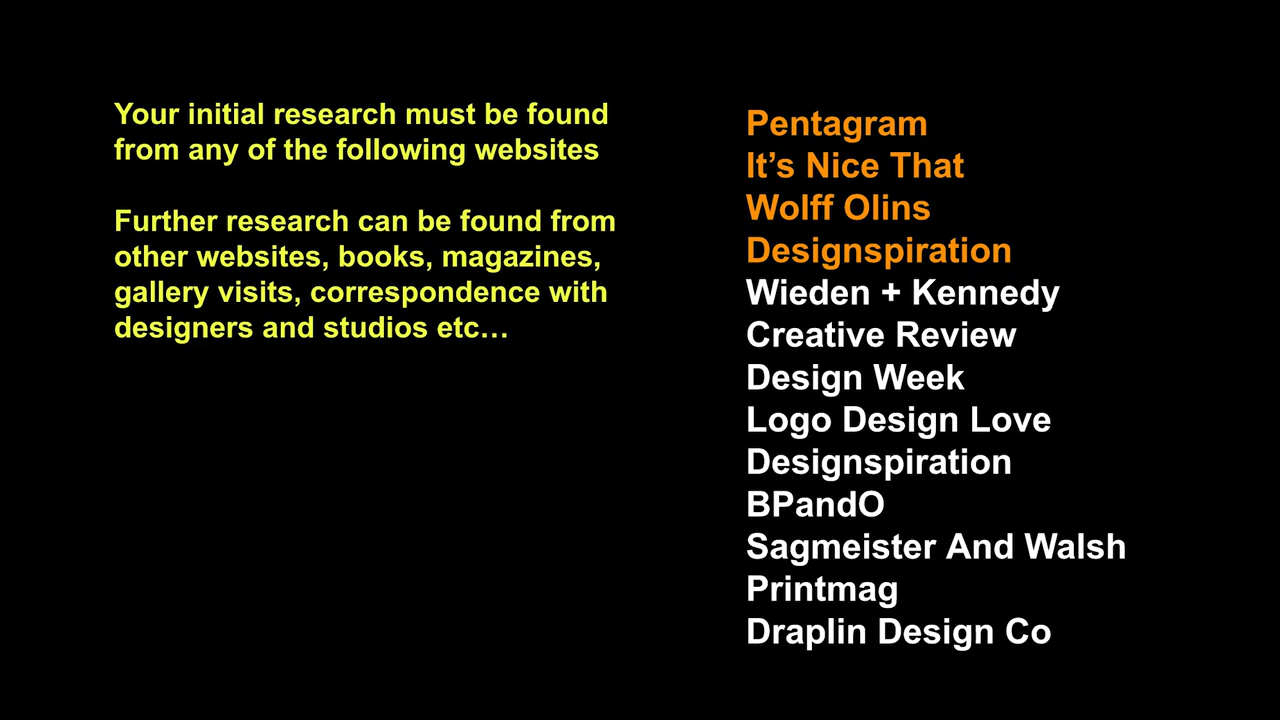 Your initial research must be found
from any of the following websites
Further research can be found from
other websites, books, magazines,
gallery visits, correspondence with
designers and studios etc…
Pentagram
It’s Nice That
Wolff Olins
Designspiration
Wieden + Kennedy
Creative Review
Design Week
Logo Design Love
Designspiration
BPandO
Sagmeister And Walsh
Printmag
Draplin Design Co